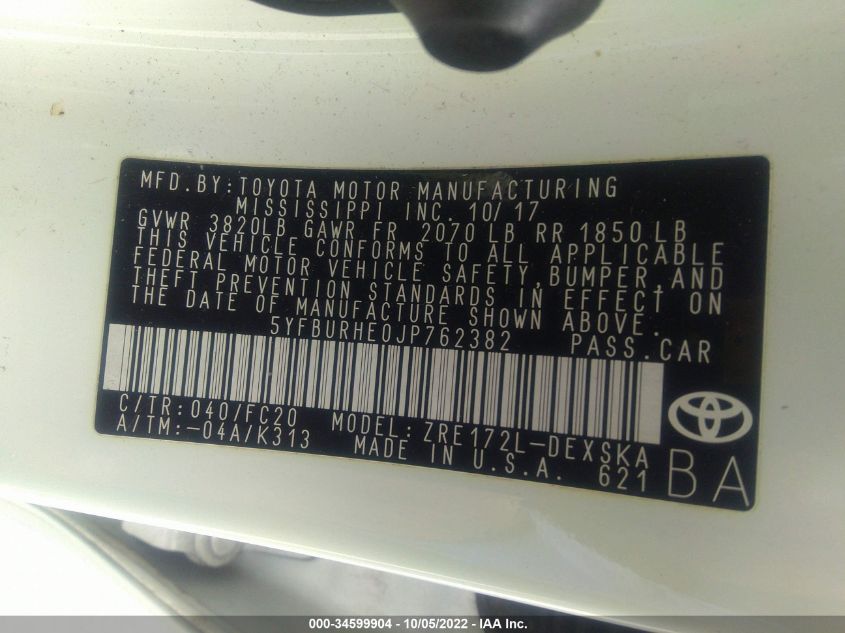 MFD.BY:TOYOTA MOTOR MANUFACTURING
MISSISSIPPI INC. 10/17
GVWR 3820LB GAWR FR 2070 LB RR 1850 LB
THIS VEHICLE CONFORMS TO ALL APPLICABLE
FEDERAL MOTOR VEHICLE SAFETY,BUMPER,AND
THEFT PREVENTION STANDARDS IN EFFECT ON
THE DATE OF MANUFACTURE SHOWN ABOVE.
5YFBURHE0JP762382 PASS.CAR
C/TR:040/FC20 MODEL:ZRE172L-DEXSKA
A/TM:-04A/K313 MADE IN U.S.A. 621
BA
000-34599904 - 10/05/2022 - IAA Inc.